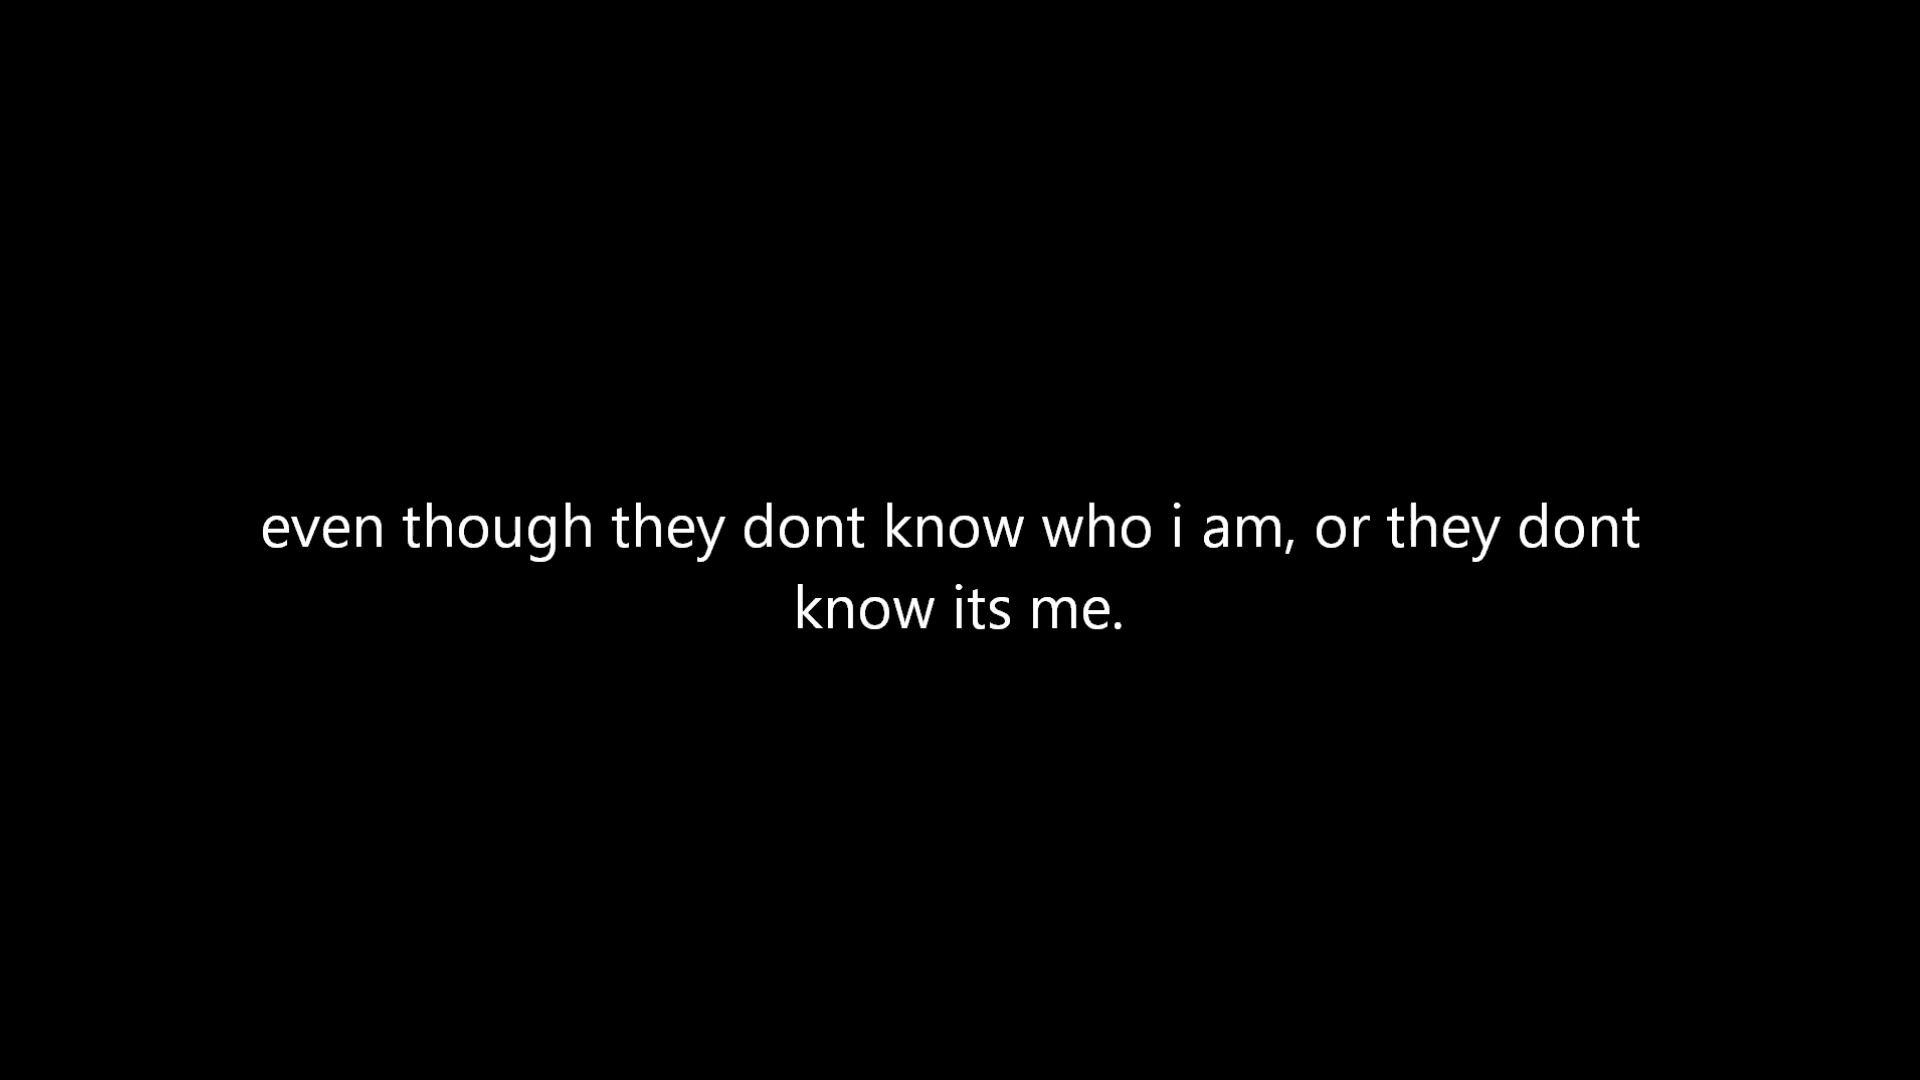 even though they dont know who i am, or they dont
know its me.